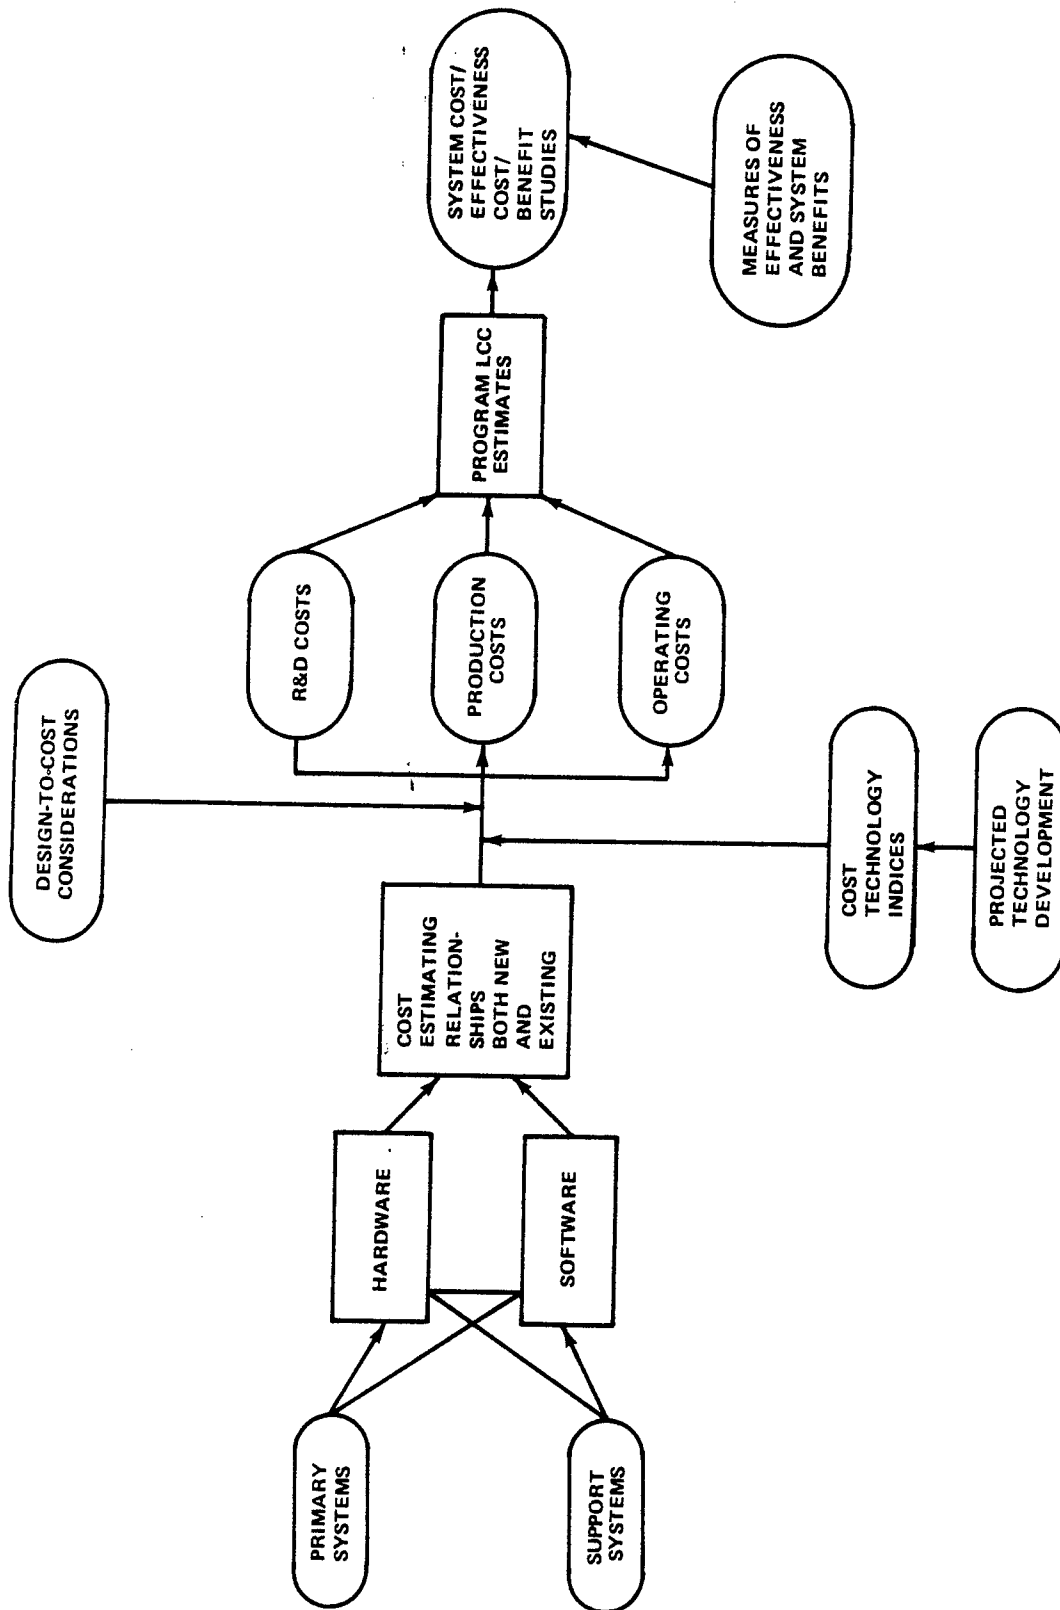 PRIMARY
SYSTEMS
SUPPORT
SYSTEMS
HARDWARE
SOFTWARE
COST
ESTIMATING
RELATION-
SHIPS
BOTH NEW
AND
EXISTING
DESIGN-TO-COST
CONSIDERATIONS
COST
TECHNOLOGY
INDICES
PROJECTED
TECHNOLOGY
DEVELOPMENT
R&D COSTS
PRODUCTION
COSTS
OPERATING
COSTS
PROGRAM LCC
ESTIMATES
SYSTEM COST/
EFFECTIVENESS
COST/
BENEFIT
STUDIES
MEASURES OF
EFFECTIVENESS
AND SYSTEM
BENEFITS